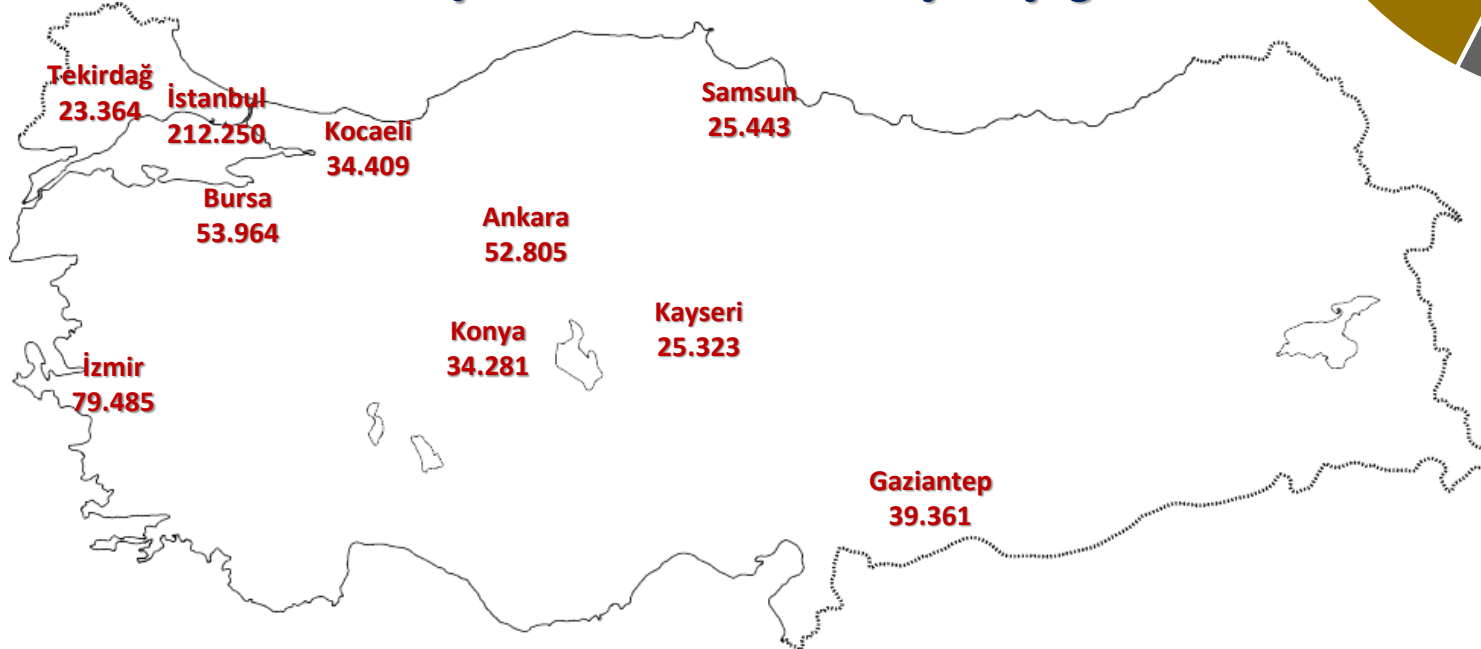 Tekirdağ
23.364
İstanbul
212.250
Kocaeli
34.409
Samsun
25.443
Bursa
53.964
Ankara
52.805
Kayseri
25.323
Konya
34.281
İzmir
79.485
Gaziantep
39.361